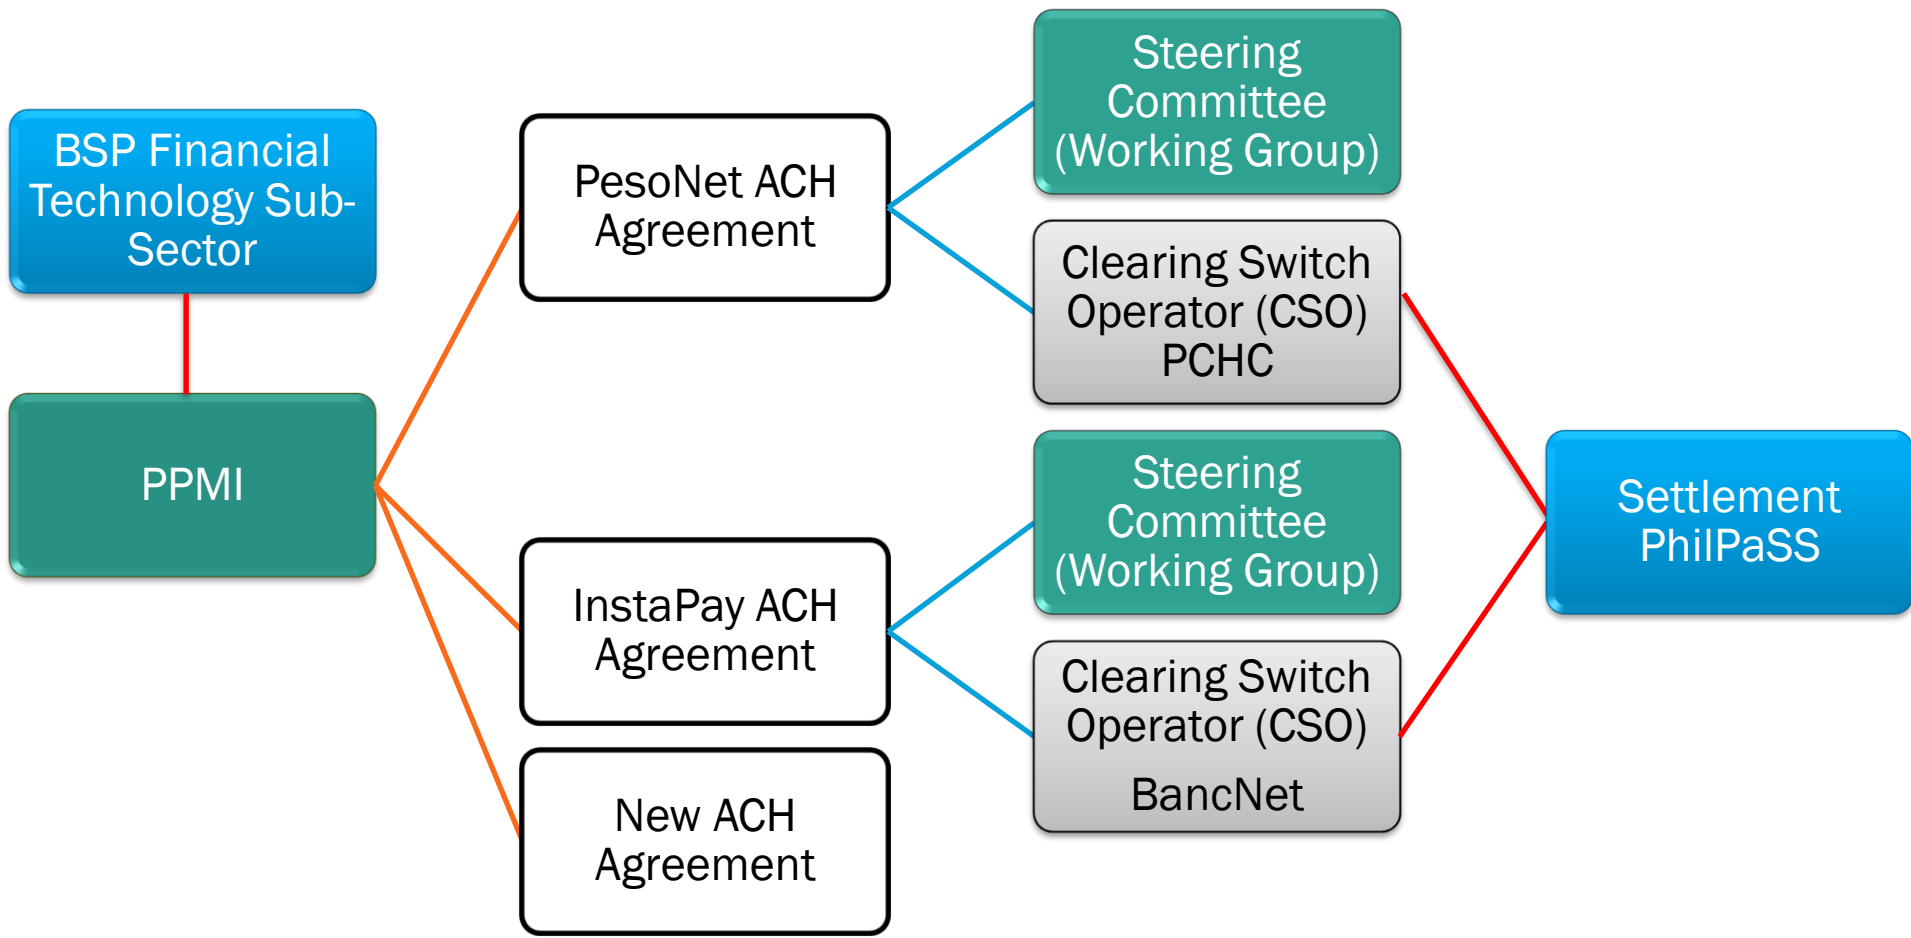 BSP Financial
Technology Sub-
Sector
PPMI
PesoNet ACH
Agreement
InstaPay ACH
Agreement
New ACH
Agreement
Steering
Committee
(Working Group)
Clearing Switch
Operator (CSO)
PCHC
Steering
Committee
(Working Group)
Clearing Switch
Operator (CSO)
BancNet
Settlement
PhilPaSS